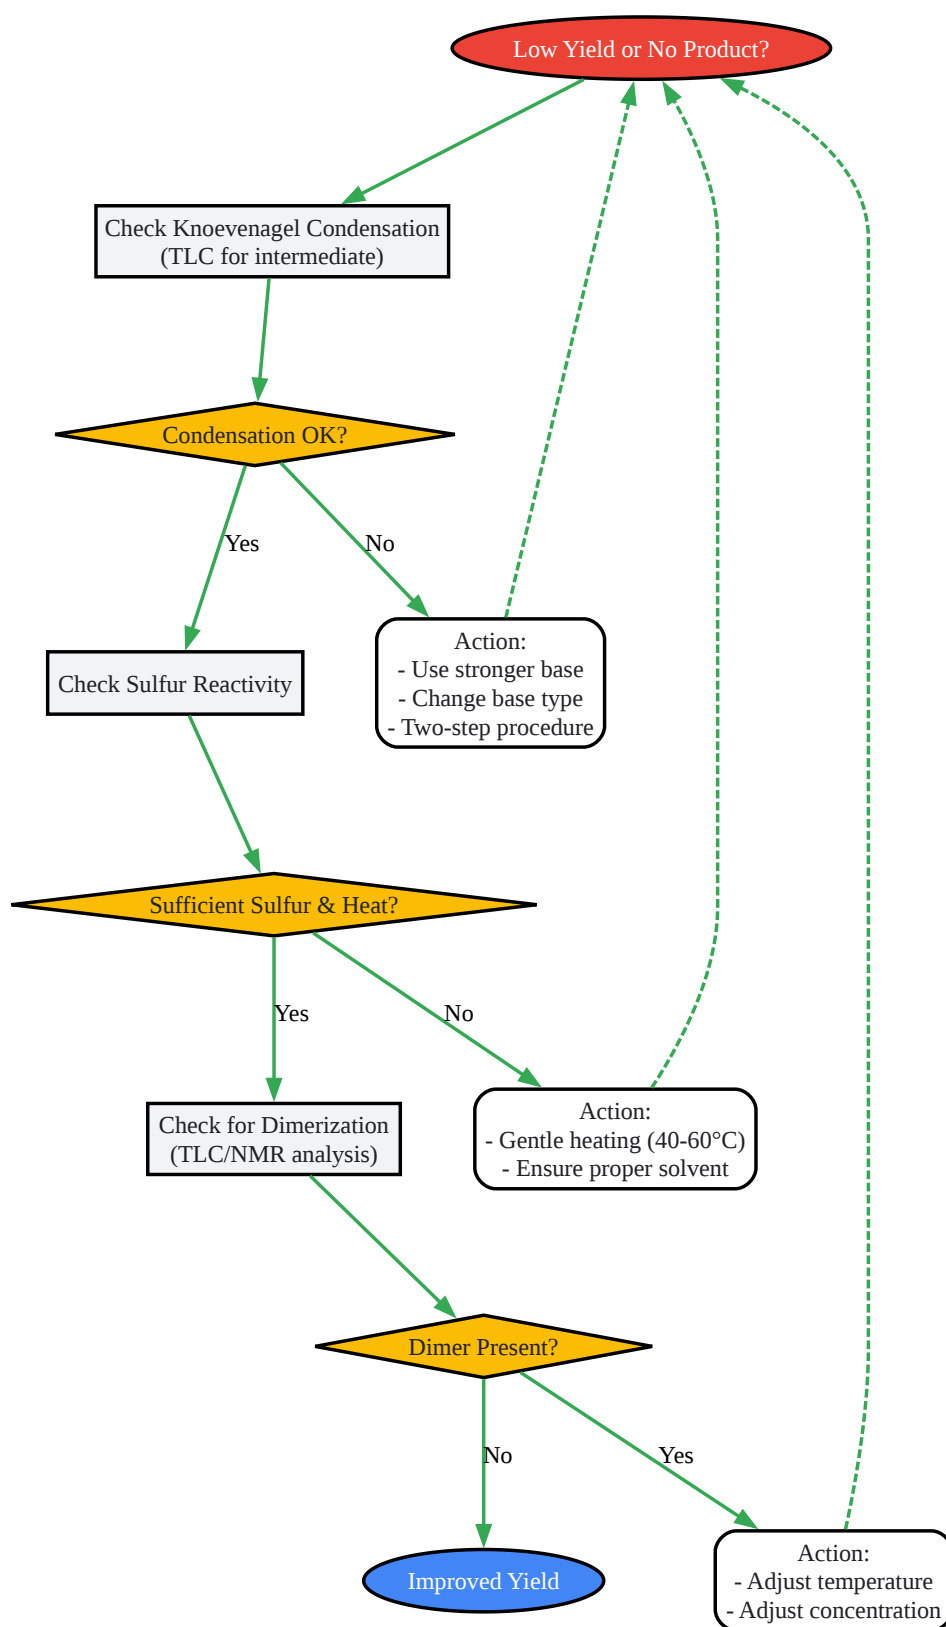 Low Yield or No Product?
Check Knoevenagel Condensation
(TLC for intermediate)
Condensation OK?
Yes
No
Action:
- Use stronger base
- Change base type
- Two-step procedure
Check Sulfur Reactivity
Sufficient Sulfur & Heat?
Yes
No
Action:
- Gentle heating (40-60°C)
- Ensure proper solvent
Check for Dimerization
(TLC/NMR analysis)
Dimer Present?
No
Yes
Action:
- Adjust temperature
- Adjust concentration
Improved Yield